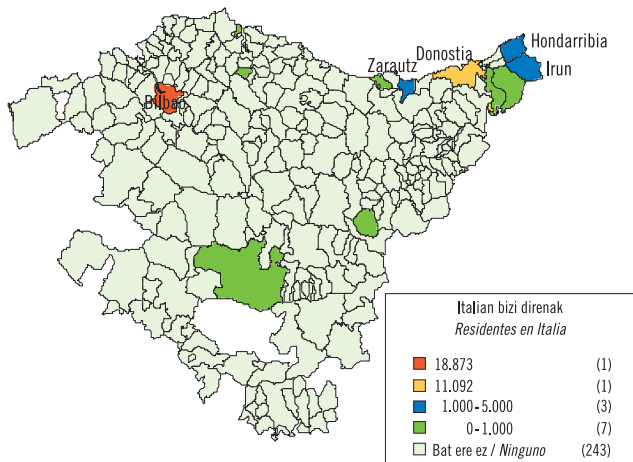 Hondarribia
Donostia
Zarautz
Irun
Bilbao
Italian bizi direnak
Residentes en Italia
18.873 (1)
11.092 (1)
1.000-5.000 (3)
0-1.000 (7)
Bat ere ez / Ninguno (243)